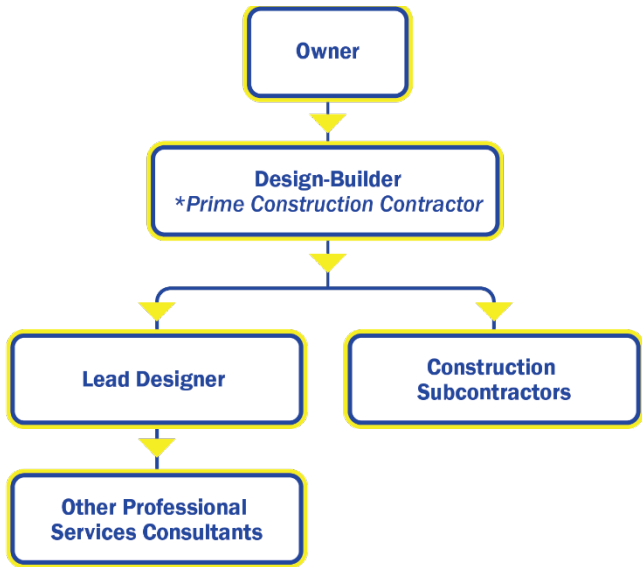 Owner
Design-Builder
*Prime Construction Contractor
Lead Designer
Construction
Subcontractors
Other Professional
Services Consultants